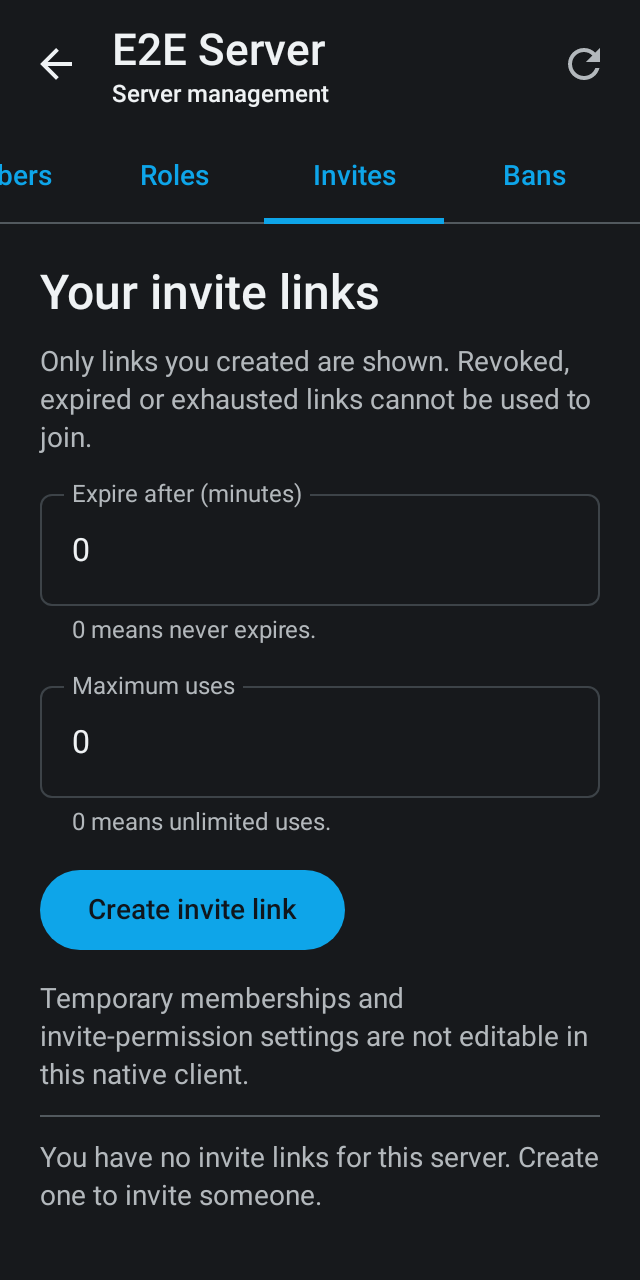 E2E Server
Server management
bers
Roles
Invites
Bans
Your invite links
Only links you created are shown. Revoked,
expired or exhausted links cannot be used to
join.
Expire after (minutes)
0
0 means never expires.
Maximum uses
0
0 means unlimited uses.
Create invite link
Temporary memberships and
invite-permission settings are not editable in
this native client.
You have no invite links for this server. Create
one to invite someone.